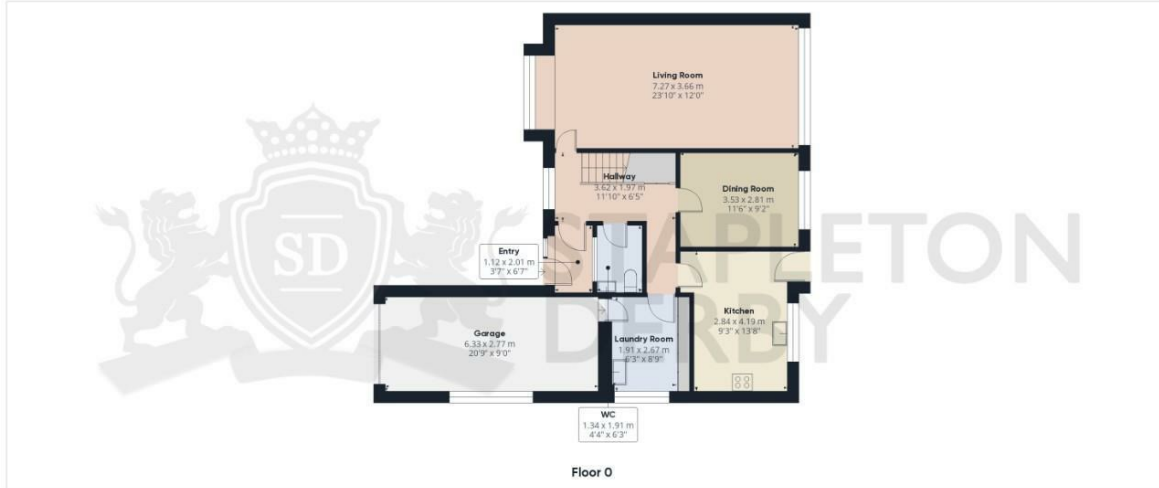 Living Room
7.27 x 3.66 m
23'10" x 12'0"
Hallway
3.62 x 1.97 m
11'10" x 6'5"
Dining Room
3.53 x 2.81 m
11'6" x 9'2"
SD
STAPLETON
DERBY
Entry
1.12 x 2.01 m
3'7" x 6'7"
Kitchen
2.84 x 4.19 m
9'3" x 13'8"
Garage
6.33 x 2.77 m
20'9" x 9'0"
Laundry Room
1.91 x 2.67 m
6'3" x 8'9"
WC
1.34 x 1.91 m
4'4" x 6'3"
Floor 0